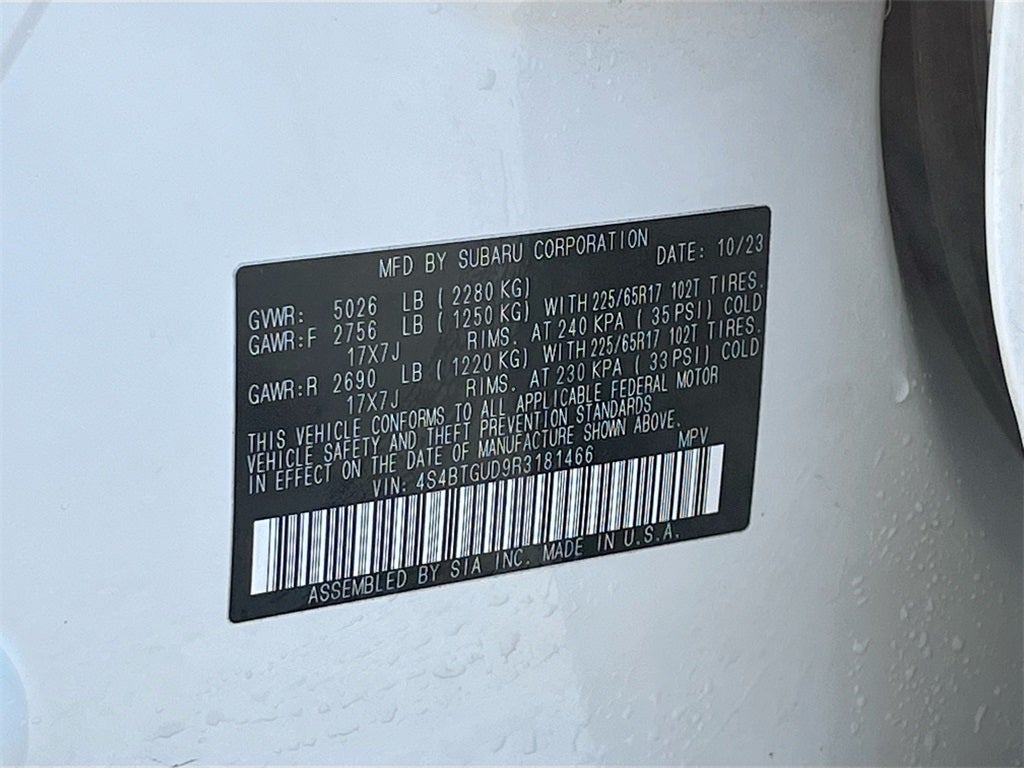 MFD BY SUBARU CORPORATION DATE: 10/23
GVWR: 5026 LB ( 2280 KG)
GAWR:F 2756 LB ( 1250 KG) WITH 225/65R17 102T TIRES.
17X7J RIMS. AT 240 KPA ( 35 PSI) COLD
GAWR:R 2690 LB ( 1220 KG) WITH 225/65R17 102T TIRES.
17X7J RIMS. AT 230 KPA ( 33 PSI) COLD
THIS VEHICLE CONFORMS TO ALL APPLICABLE FEDERAL MOTOR
VEHICLE SAFETY AND THEFT PREVENTION STANDARDS
IN EFFECT ON THE DATE OF MANUFACTURE SHOWN ABOVE.
VIN: 4S4BTGUD9R3181466 MPV
ASSEMBLED BY SIA INC. MADE IN U.S.A.